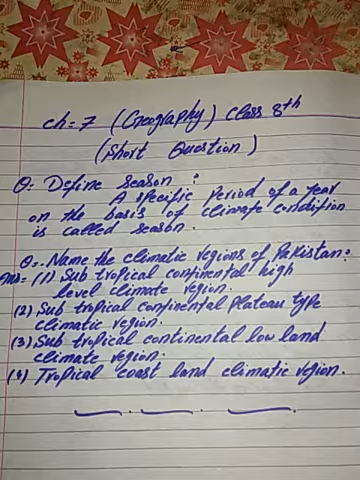 ch = 7 (Geography) Class 8th
(Short Question)
Q: Define Season :
A specific period of a year
on the basis of climate condition
is called season.
Q:. Name the climatic regions of Pakistan:
Ans= (1) Sub tropical continental high
level climate region.
(2) Sub tropical continental plateau type
climatic region.
(3) Sub tropical continental low land
climate region.
(4) Tropical coast land climatic region.